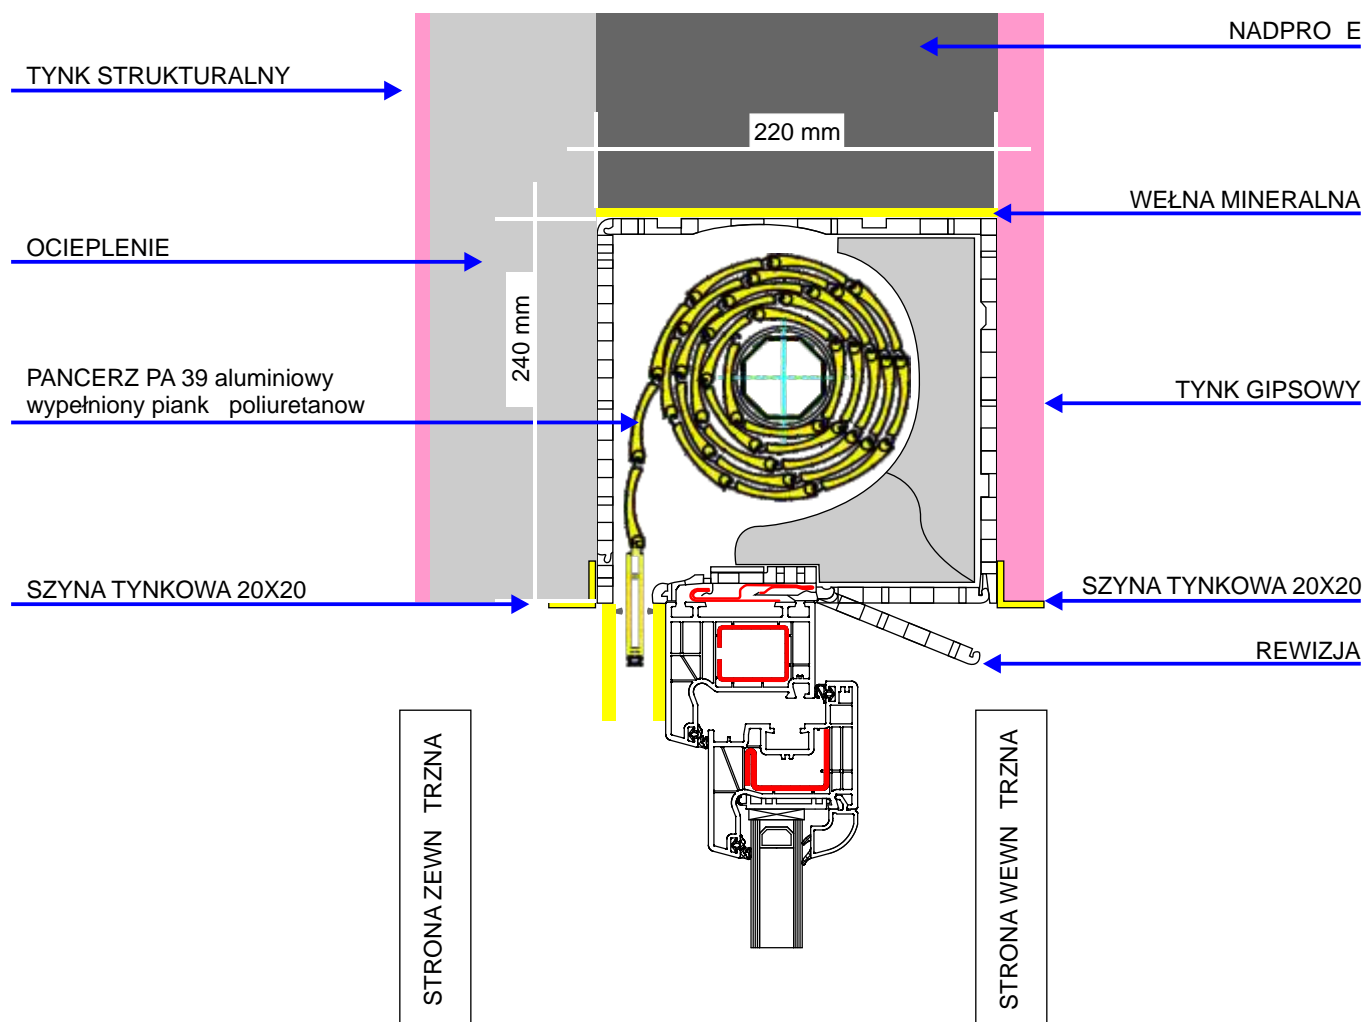 NADPRO E
TYNK STRUKTURALNY
220 mm
WEŁNA MINERALNA
OCIEPLENIE
240 mm
PANCERZ PA 39 aluminiowy
wypełniony piank poliuretanow
TYNK GIPSOWY
SZYNA TYNKOWA 20X20
SZYNA TYNKOWA 20X20
REWIZJA
STRONA ZEWN TRZNA
STRONA WEWN TRZNA